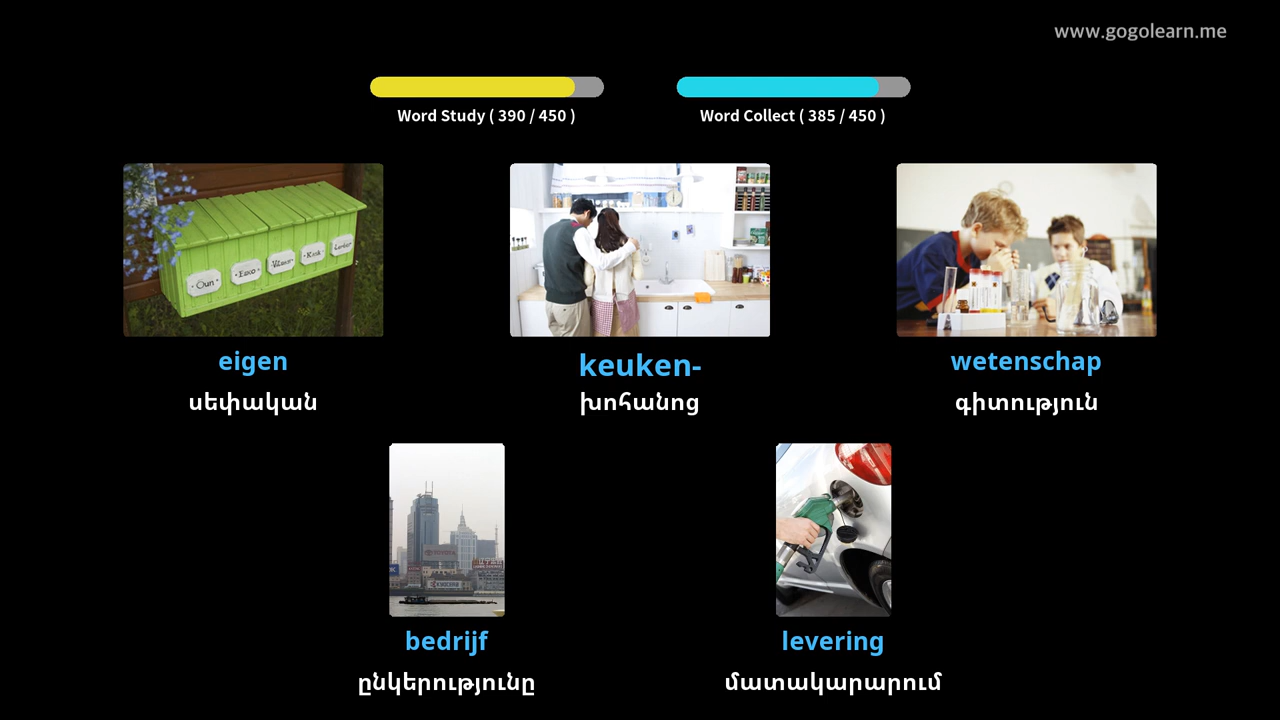 www.gogolearn.me
Word Study ( 390 / 450 )
Word Collect ( 385 / 450 )
eigen
սեփական
keuken-
խոհանոց
wetenschap
գիտություն
bedrijf
ընկերությունը
levering
մատակարարում